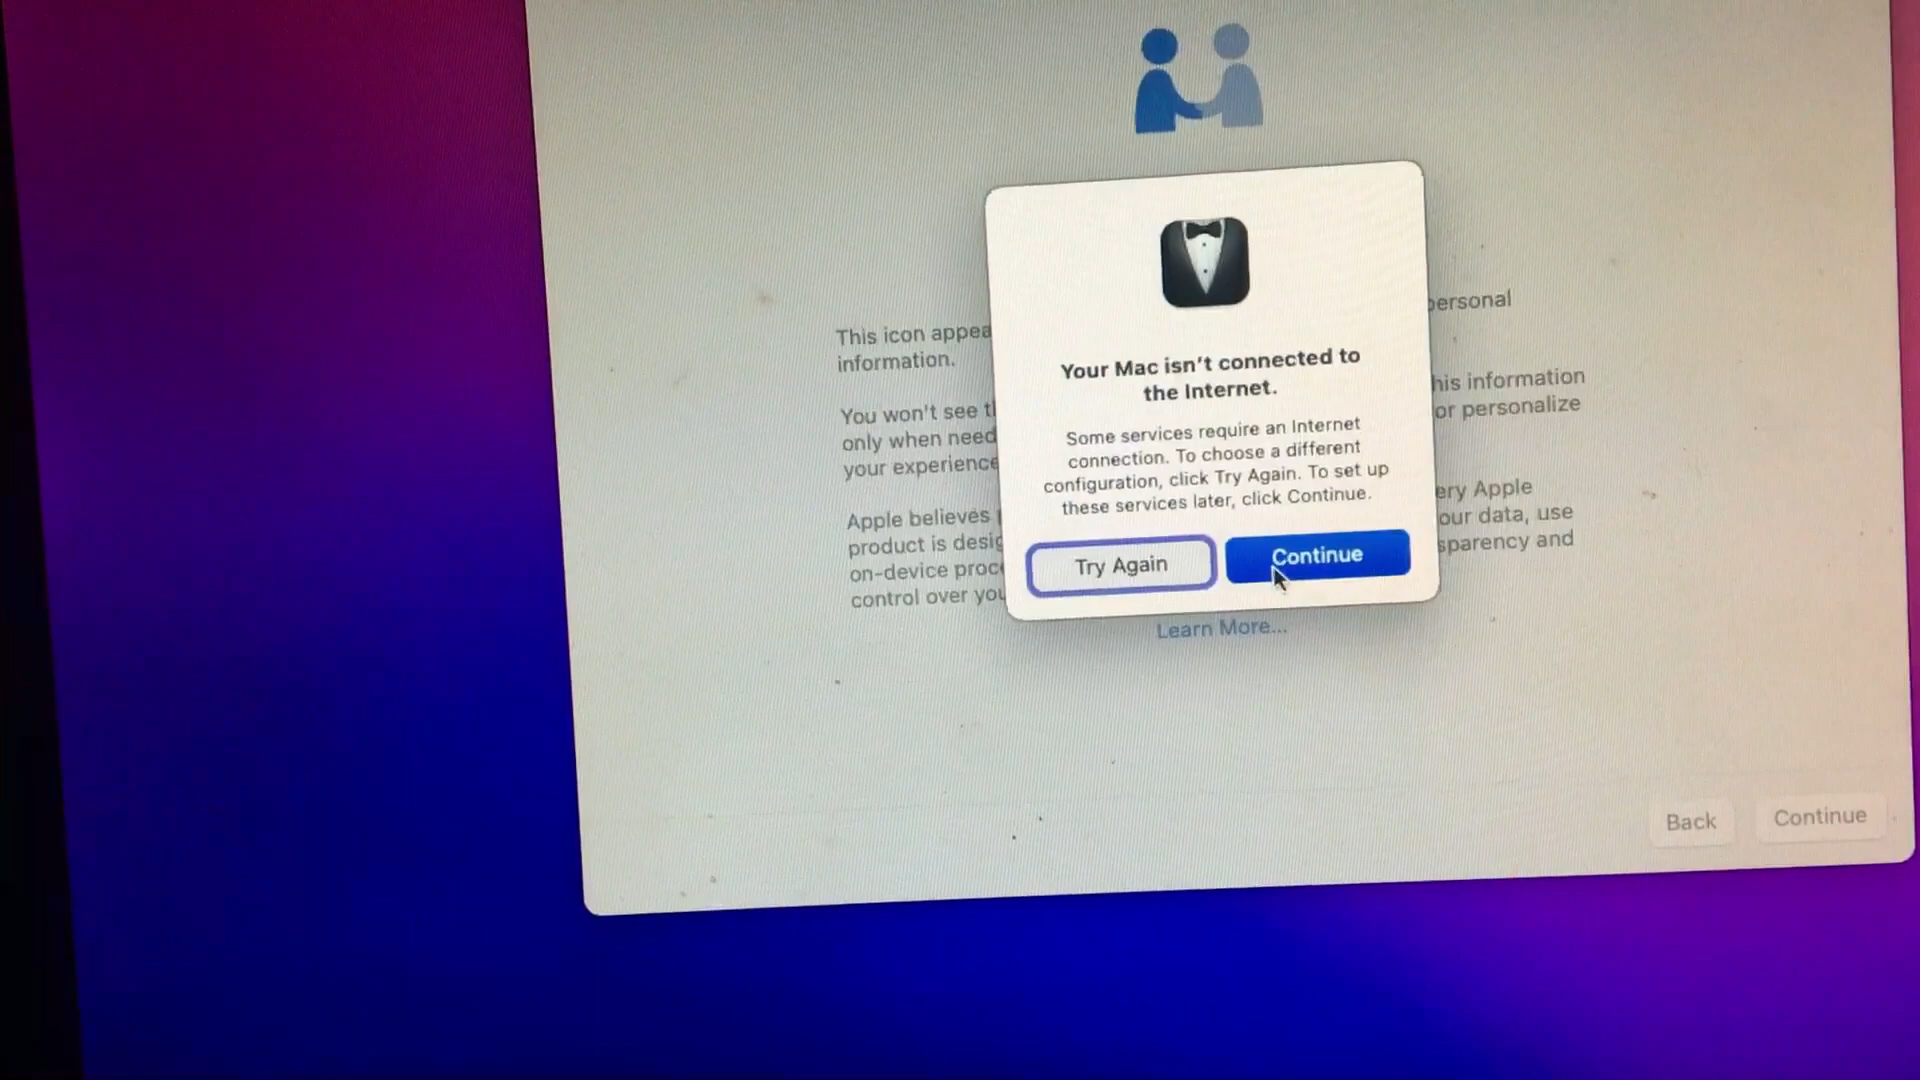 This icon appea
personal
information.
You won't see t
his information
only when need
or personalize
your experience
Apple believes
ery Apple
product is desig
our data, use
on-device proc
sparency and
control over you
Your Mac isn't connected to
the Internet.
Some services require an Internet
connection. To choose a different
configuration, click Try Again. To set up
these services later, click Continue.
Try Again
Continue
Learn More...
Back
Continue